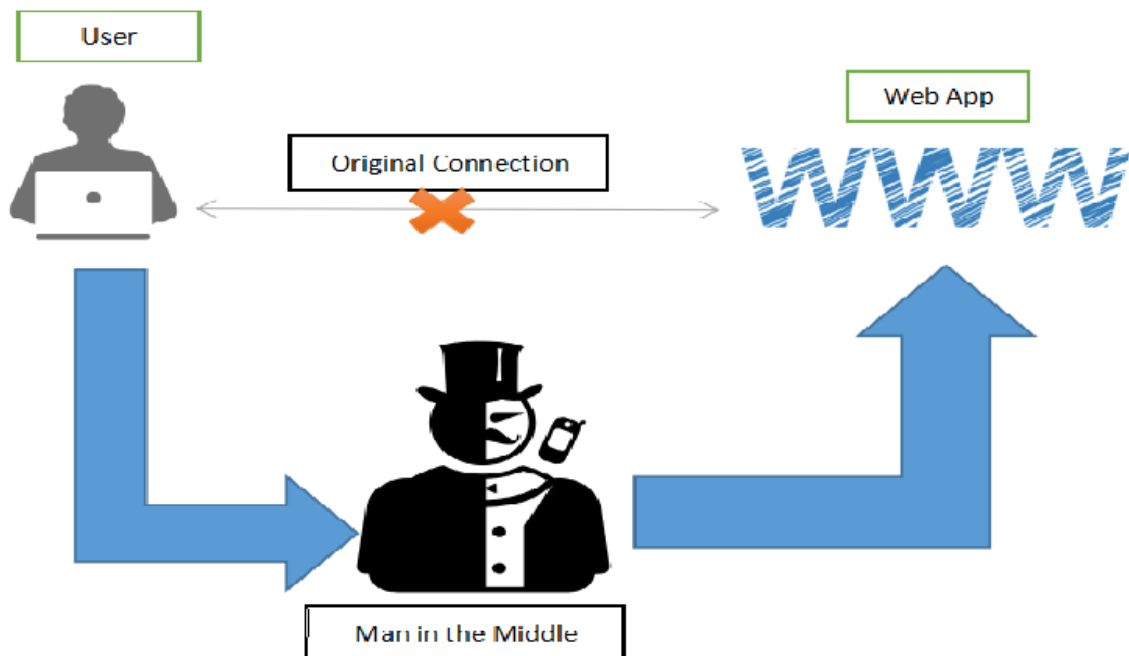 User
Web App
Original Connection
WWW
Man in the Middle